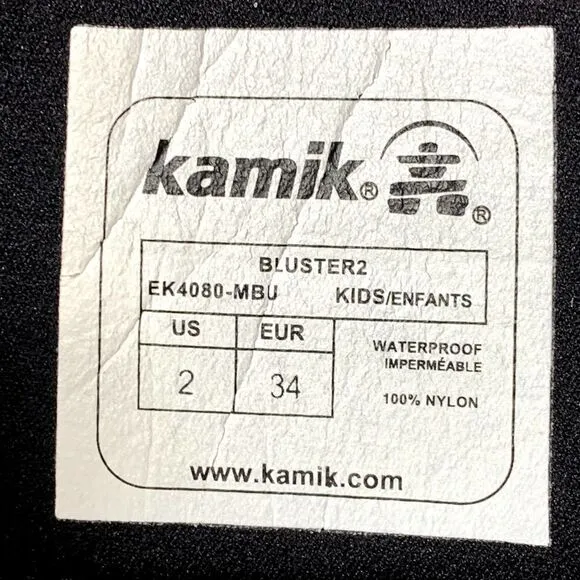 kamik® ®
BLUSTER2
EK4080-MBU KIDS/ENFANTS
US EUR
2 34
WATERPROOF
IMPERMÉABLE
100% NYLON
www.kamik.com